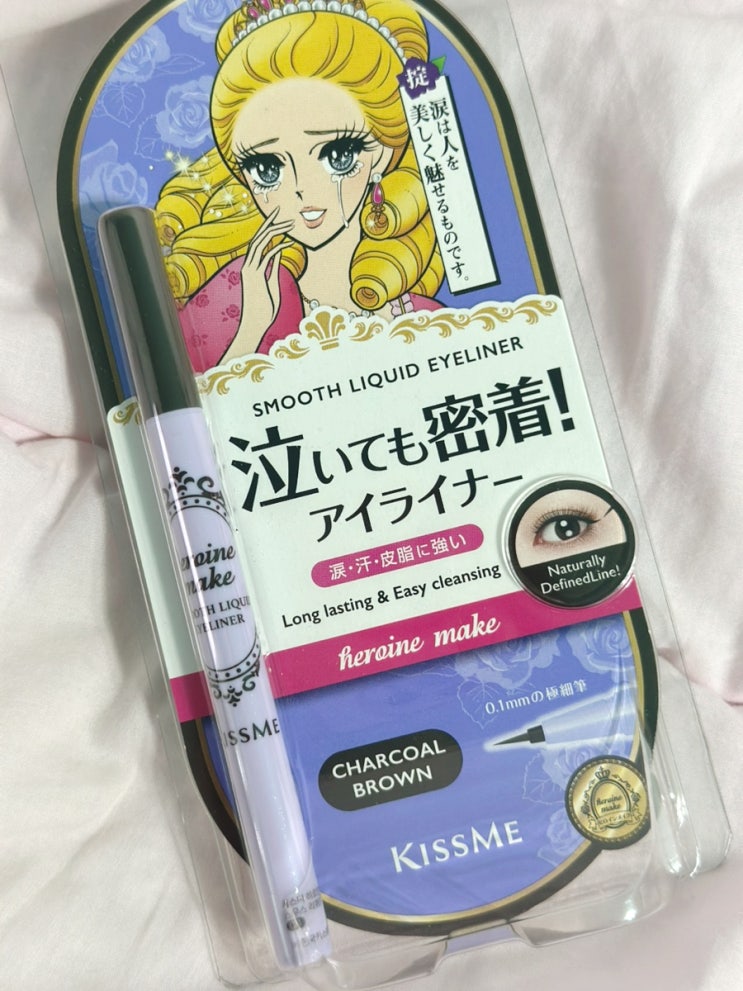 掟
涙は人を
美しく魅せるものです。
SMOOTH LIQUID EYELINER
泣いても密着!
アイライナー
涙・汗・皮脂に強い
Long lasting & Easy cleansing
Naturally
DefinedLine!
heroine make
0.1mmの極細筆
CHARCOAL
BROWN
KISSME
heroine
make